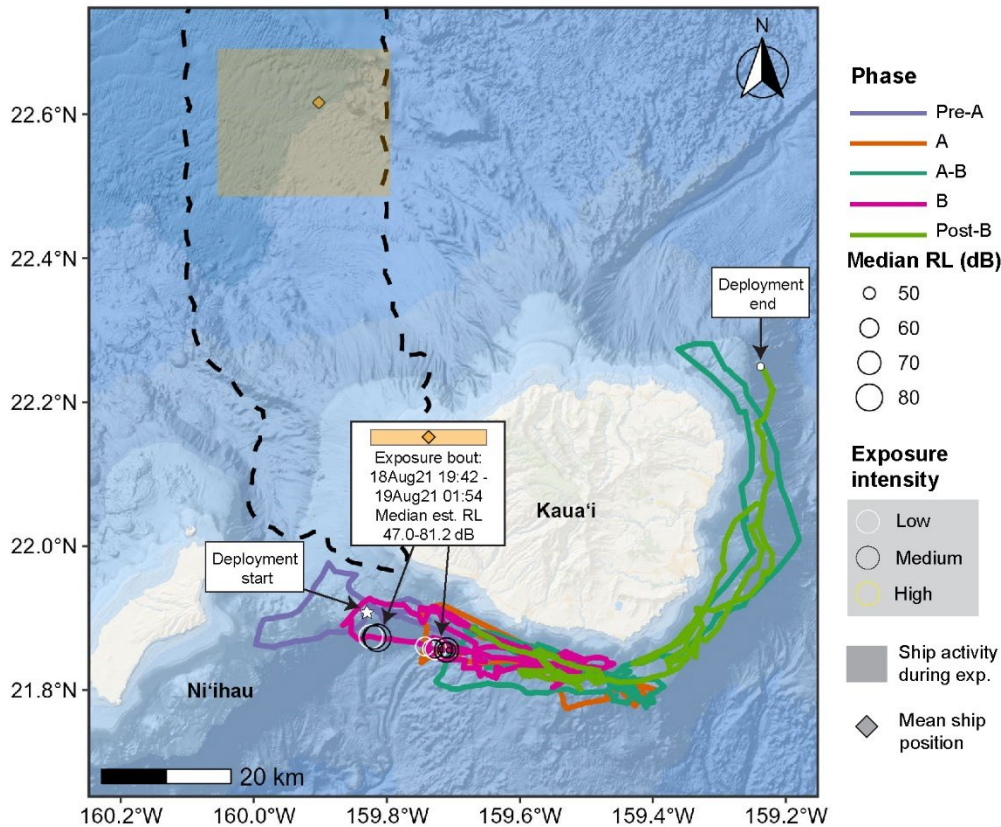 22.6°N
22.4°N
22.2°N
22.0°N
21.8°N
160.2°W
160.0°W
159.8°W
159.6°W
159.4°W
159.2°W
N
Deployment
end
Exposure bout:
18Aug21 19:42 -
19Aug21 01:54
Median est. RL
47.0-81.2 dB
Kauaʻi
Deployment
start
Niʻihau
20 km
Phase
Pre-A
A
A-B
B
Post-B
Median RL (dB)
50
60
70
80
Exposure
intensity
Low
Medium
High
Ship activity
during exp.
Mean ship
position